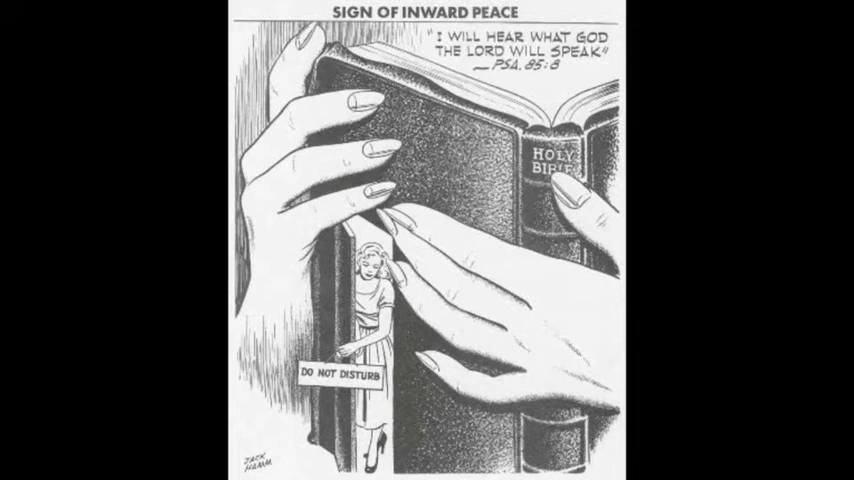 SIGN OF INWARD PEACE
"I WILL HEAR WHAT GOD
THE LORD WILL SPEAK"
— PSA. 85:8
HOLY
BIBLE
DO NOT DISTURB
JACK
HAMM